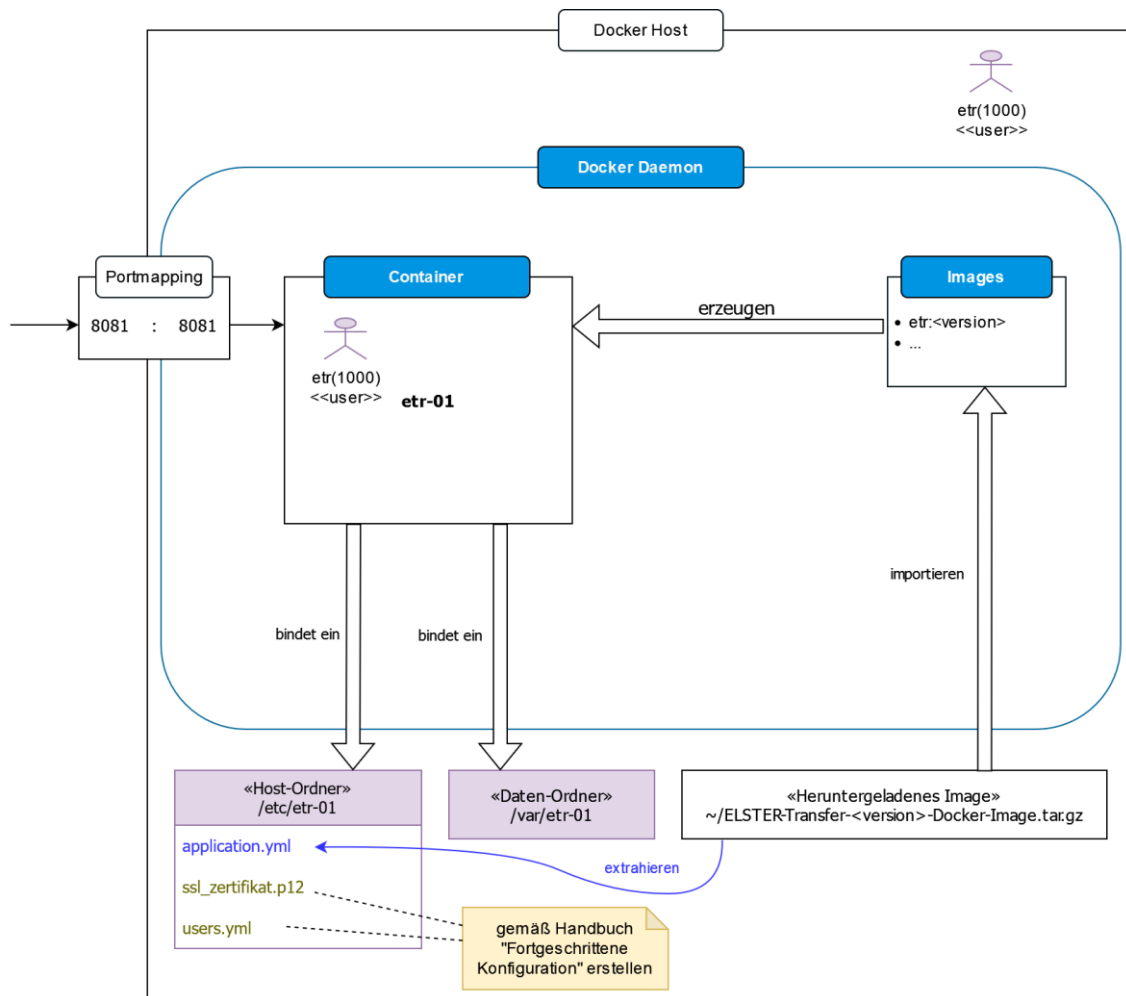 Docker Host
etr(1000)
<<user>>
Docker Daemon
Portmapping
8081 : 8081
Container
etr(1000)
<<user>>
etr-01
erzeugen
Images
• etr:<version>
• ...
importieren
bindet ein
bindet ein
«Host-Ordner»
/etc/etr-01
application.yml
ssl_zertifikat.p12
users.yml
«Daten-Ordner»
/var/etr-01
«Heruntergeladenes Image»
~/ELSTER-Transfer-<version>-Docker-Image.tar.gz
extrahieren
gemäß Handbuch
"Fortgeschrittene
Konfiguration" erstellen